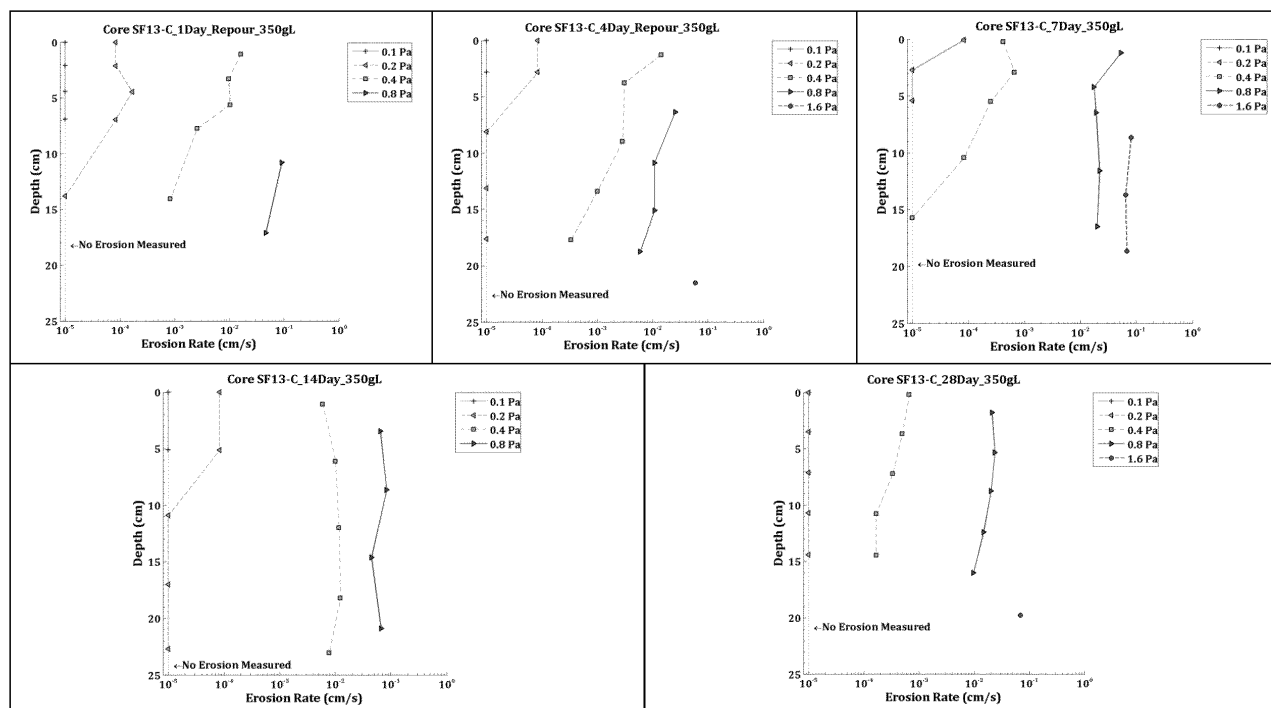 Core SF13-C_1Day_Repour_350gL
0.1 Pa
0.2 Pa
0.4 Pa
0.8 Pa
Depth (cm)
0
5
10
15
20
25
←No Erosion Measured
10⁻⁵ 10⁻⁴ 10⁻³ 10⁻² 10⁻¹ 10⁰
Erosion Rate (cm/s)
Core SF13-C_4Day_Repour_350gL
0.1 Pa
0.2 Pa
0.4 Pa
0.8 Pa
1.6 Pa
Depth (cm)
0
5
10
15
20
25
←No Erosion Measured
10⁻⁵ 10⁻⁴ 10⁻³ 10⁻² 10⁻¹ 10⁰
Erosion Rate (cm/s)
Core SF13-C_7Day_350gL
0.1 Pa
0.2 Pa
0.4 Pa
0.8 Pa
1.6 Pa
Depth (cm)
0
5
10
15
20
25
←No Erosion Measured
10⁻⁵ 10⁻⁴ 10⁻³ 10⁻² 10⁻¹ 10⁰
Erosion Rate (cm/s)
Core SF13-C_14Day_350gL
0.1 Pa
0.2 Pa
0.4 Pa
0.8 Pa
Depth (cm)
0
5
10
15
20
25
←No Erosion Measured
10⁻⁵ 10⁻⁴ 10⁻³ 10⁻² 10⁻¹ 10⁰
Erosion Rate (cm/s)
Core SF13-C_28Day_350gL
0.1 Pa
0.2 Pa
0.4 Pa
0.8 Pa
1.6 Pa
Depth (cm)
0
5
10
15
20
25
←No Erosion Measured
10⁻⁵ 10⁻⁴ 10⁻³ 10⁻² 10⁻¹ 10⁰
Erosion Rate (cm/s)